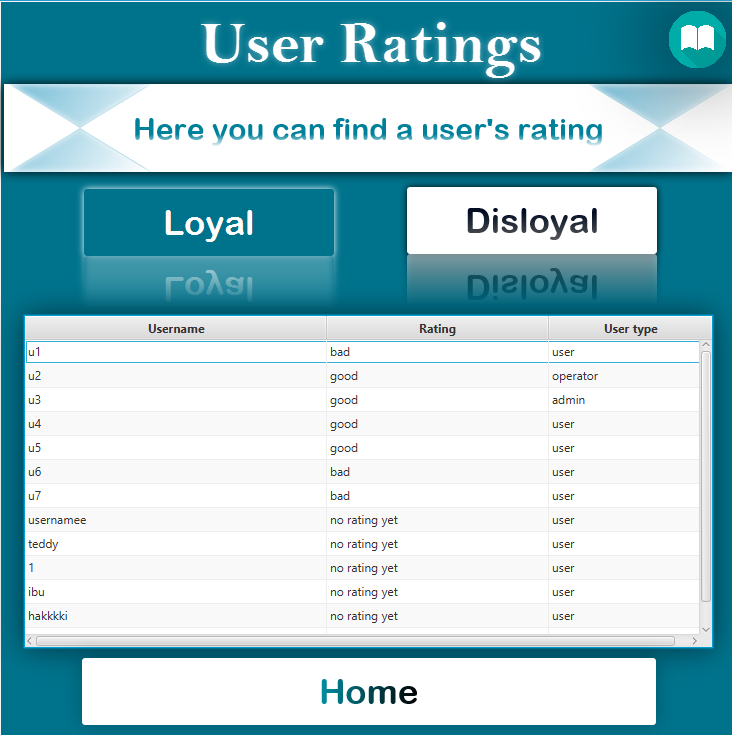 User Ratings
Here you can find a user's rating
Loyal Disloyal
Loyal Disloyal
Username Rating User type
u1 bad user
u2 good operator
u3 good admin
u4 good user
u5 good user
u6 bad user
u7 bad user
usernamee no rating yet user
teddy no rating yet user
1 no rating yet user
ibu no rating yet user
hakkkki no rating yet user
Home